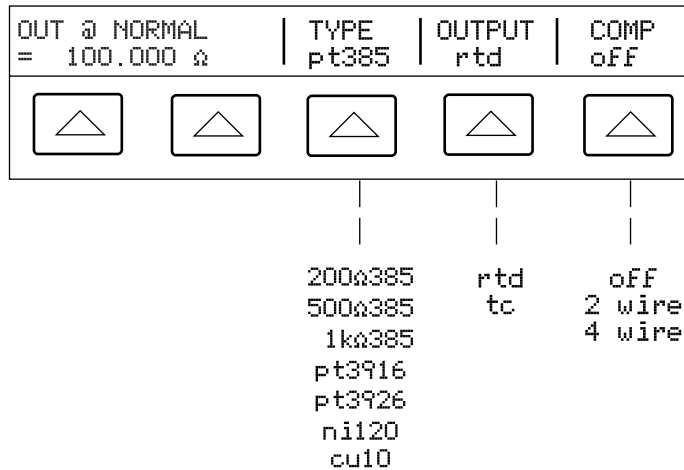 OUT @ NORMAL
= 100.000 Ω
TYPE
pt385
OUTPUT
rtd
COMP
off
200Ω385
500Ω385
1kΩ385
pt3916
pt3926
ni120
cu10
rtd
tc
off
2 wire
4 wire